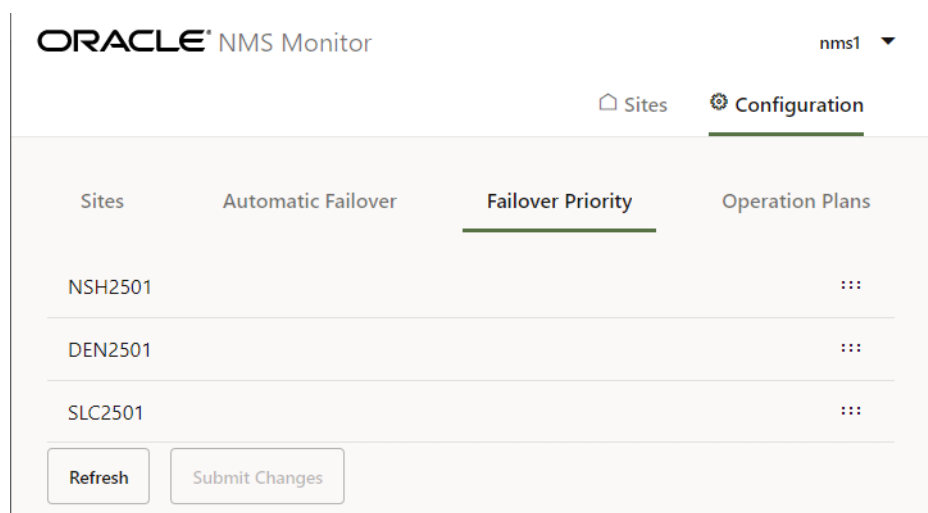 ORACLE® NMS Monitor
nms1
Sites
Configuration
Sites
Automatic Failover
Failover Priority
Operation Plans
NSH2501
DEN2501
SLC2501
Refresh
Submit Changes